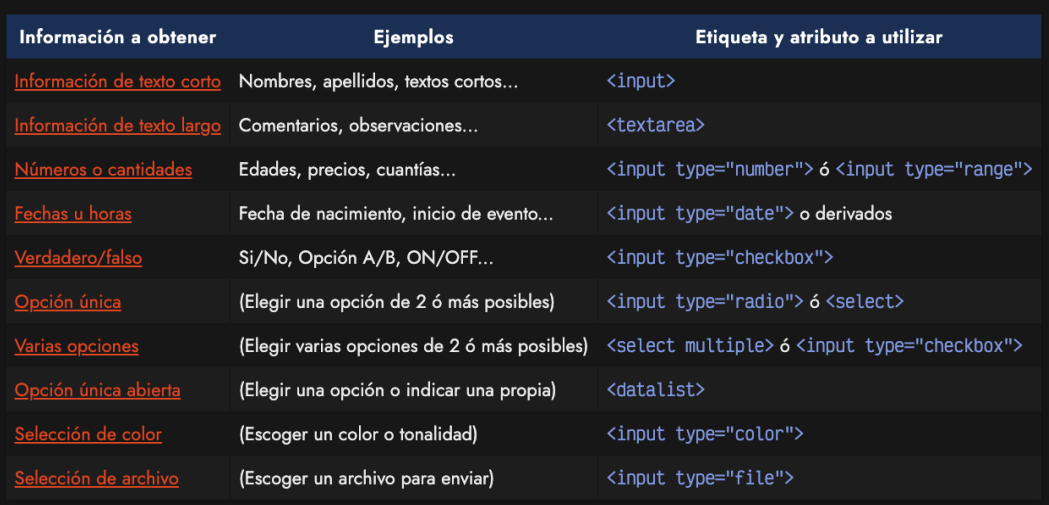 Información a obtener Ejemplos Etiqueta y atributo a utilizar
Información de texto corto Nombres, apellidos, textos cortos... <input>
Información de texto largo Comentarios, observaciones... <textarea>
Números o cantidades Edades, precios, cuantías... <input type="number"> ó <input type="range">
Fechas u horas Fecha de nacimiento, inicio de evento... <input type="date"> o derivados
Verdadero/falso Si/No, Opción A/B, ON/OFF... <input type="checkbox">
Opción única (Elegir una opción de 2 ó más posibles) <input type="radio"> ó <select>
Varias opciones (Elegir varias opciones de 2 ó más posibles) <select multiple> ó <input type="checkbox">
Opción única abierta (Elegir una opción o indicar una propia) <datalist>
Selección de color (Escoger un color o tonalidad) <input type="color">
Selección de archivo (Escoger un archivo para enviar) <input type="file">